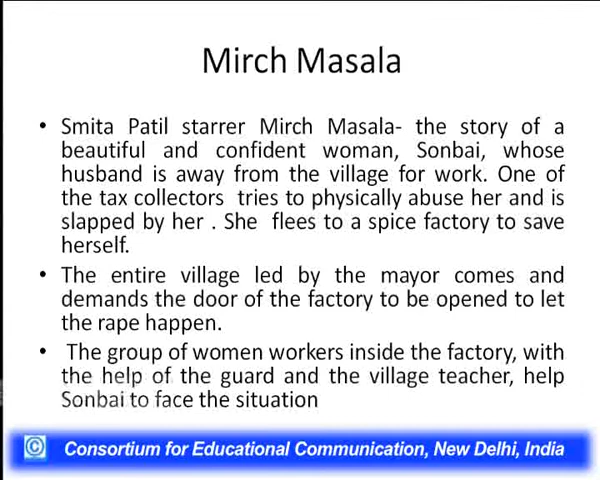 Mirch Masala
• Smita Patil starrer Mirch Masala- the story of a
beautiful and confident woman, Sonbai, whose
husband is away from the village for work. One of
the tax collectors tries to physically abuse her and is
slapped by her . She flees to a spice factory to save
herself.
• The entire village led by the mayor comes and
demands the door of the factory to be opened to let
the rape happen.
• The group of women workers inside the factory, with
the help of the guard and the village teacher, help
Sonbai to face the situation
© Consortium for Educational Communication, New Delhi, India